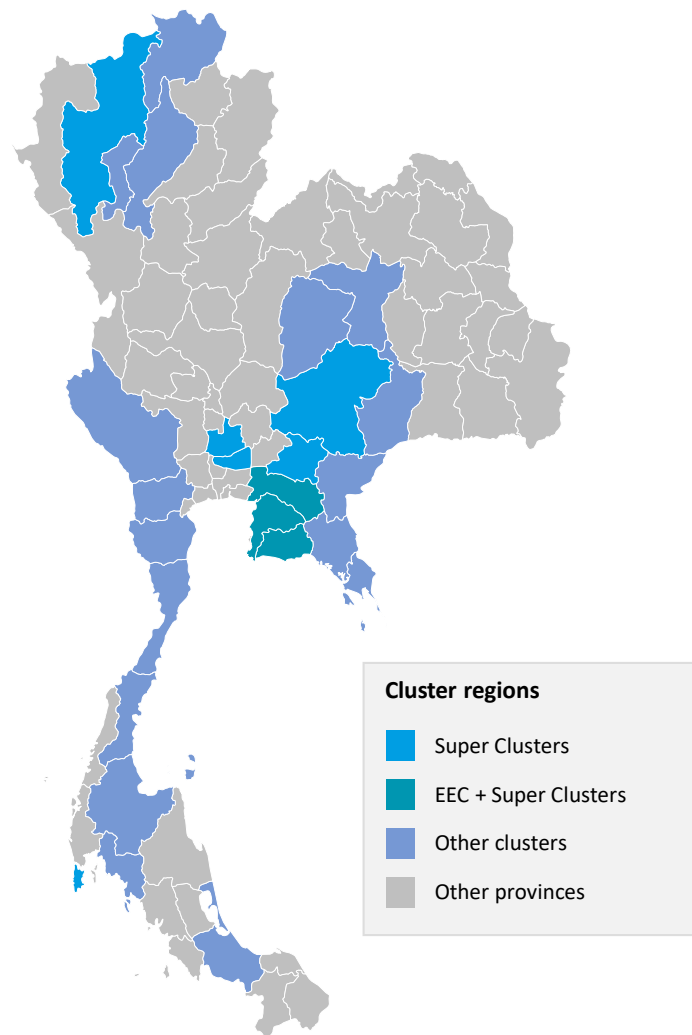 Cluster regions
Super Clusters
EEC + Super Clusters
Other clusters
Other provinces